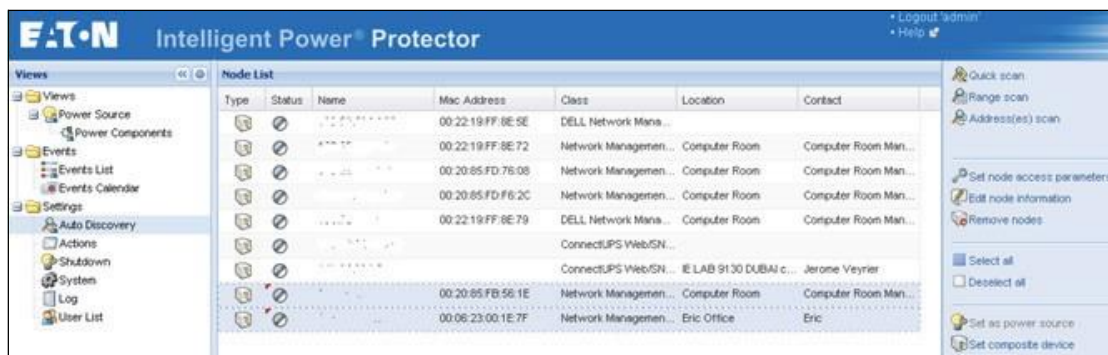 EATON Intelligent Power® Protector
• Logout 'admin'
• Help
Views
Views
Power Source
Power Components
Events
Events List
Events Calendar
Settings
Auto Discovery
Actions
Shutdown
System
Log
User List
Node List
Type Status Name Mac Address Class Location Contact
00:22:19:FF:8E:5E DELL Network Mana...
00:22:19:FF:8E:72 Network Managemen... Computer Room Computer Room Man...
00:20:85:FD:76:08 Network Managemen... Computer Room Computer Room Man...
00:20:85:FD:F6:2C Network Managemen... Computer Room Computer Room Man...
00:22:19:FF:8E:79 DELL Network Mana... Computer Room Computer Room Man...
ConnectUPS Web/SN...
ConnectUPS Web/SN... IE LAB 9130 DUBAI c... Jerome Veyrier
00:20:85:FB:56:1E Network Managemen... Computer Room Computer Room Man...
00:06:23:00:1E:7F Network Managemen... Eric Office Eric
Quick scan
Range scan
Address(es) scan
Set node access parameters
Edit node information
Remove nodes
Select all
Deselect all
Set as power source
Set composite device